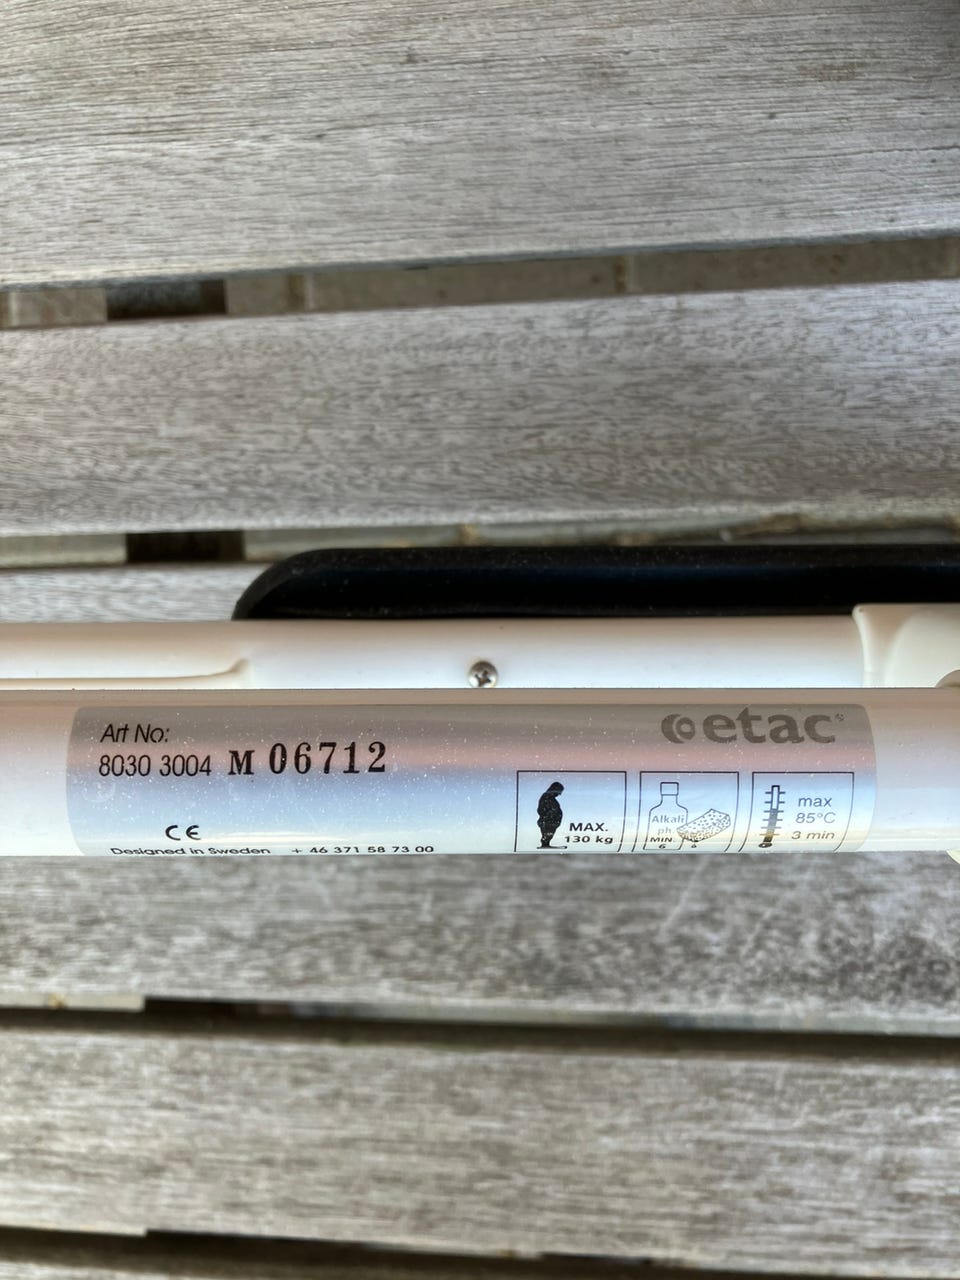 Art No:
8030 3004 M 06712
etac
MAX.
130 kg
Alkali
ph.
MIN.
6
max
85°C
3 min
CE
Designed in Sweden + 46 371 58 73 00